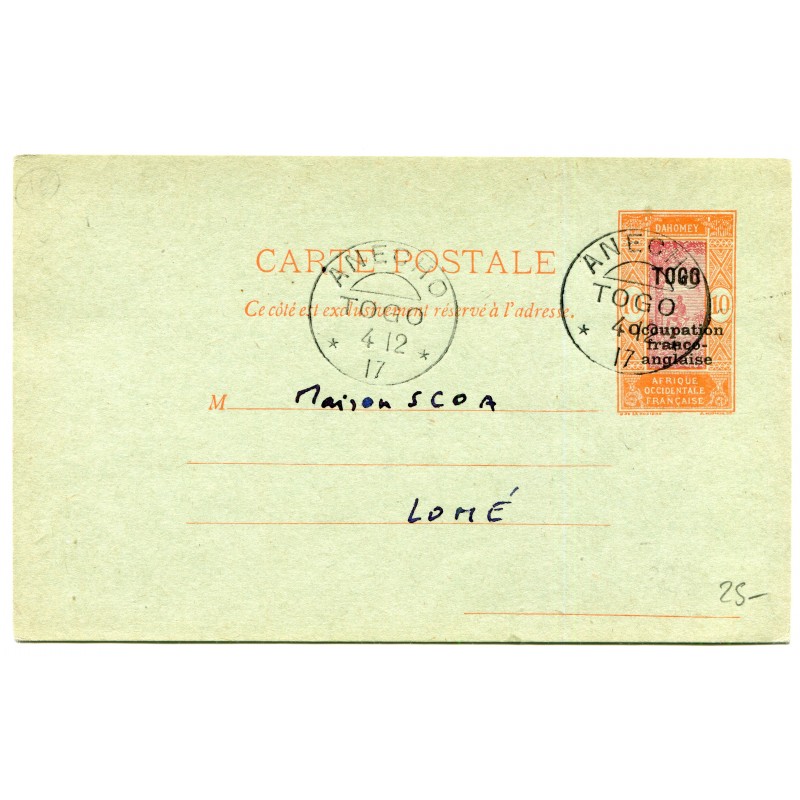 DAHOMEY
TOGO
10 10
Occupation
franco-
anglaise
AFRIQUE
OCCIDENTALE
FRANÇAISE
ANECHO
TOGO
4 12
17
CARTE POSTALE
ANECHO
TOGO
4 12
17
Ce côté est exclusivement réservé à l'adresse.
M Maison SCOA
LOMÉ
25-